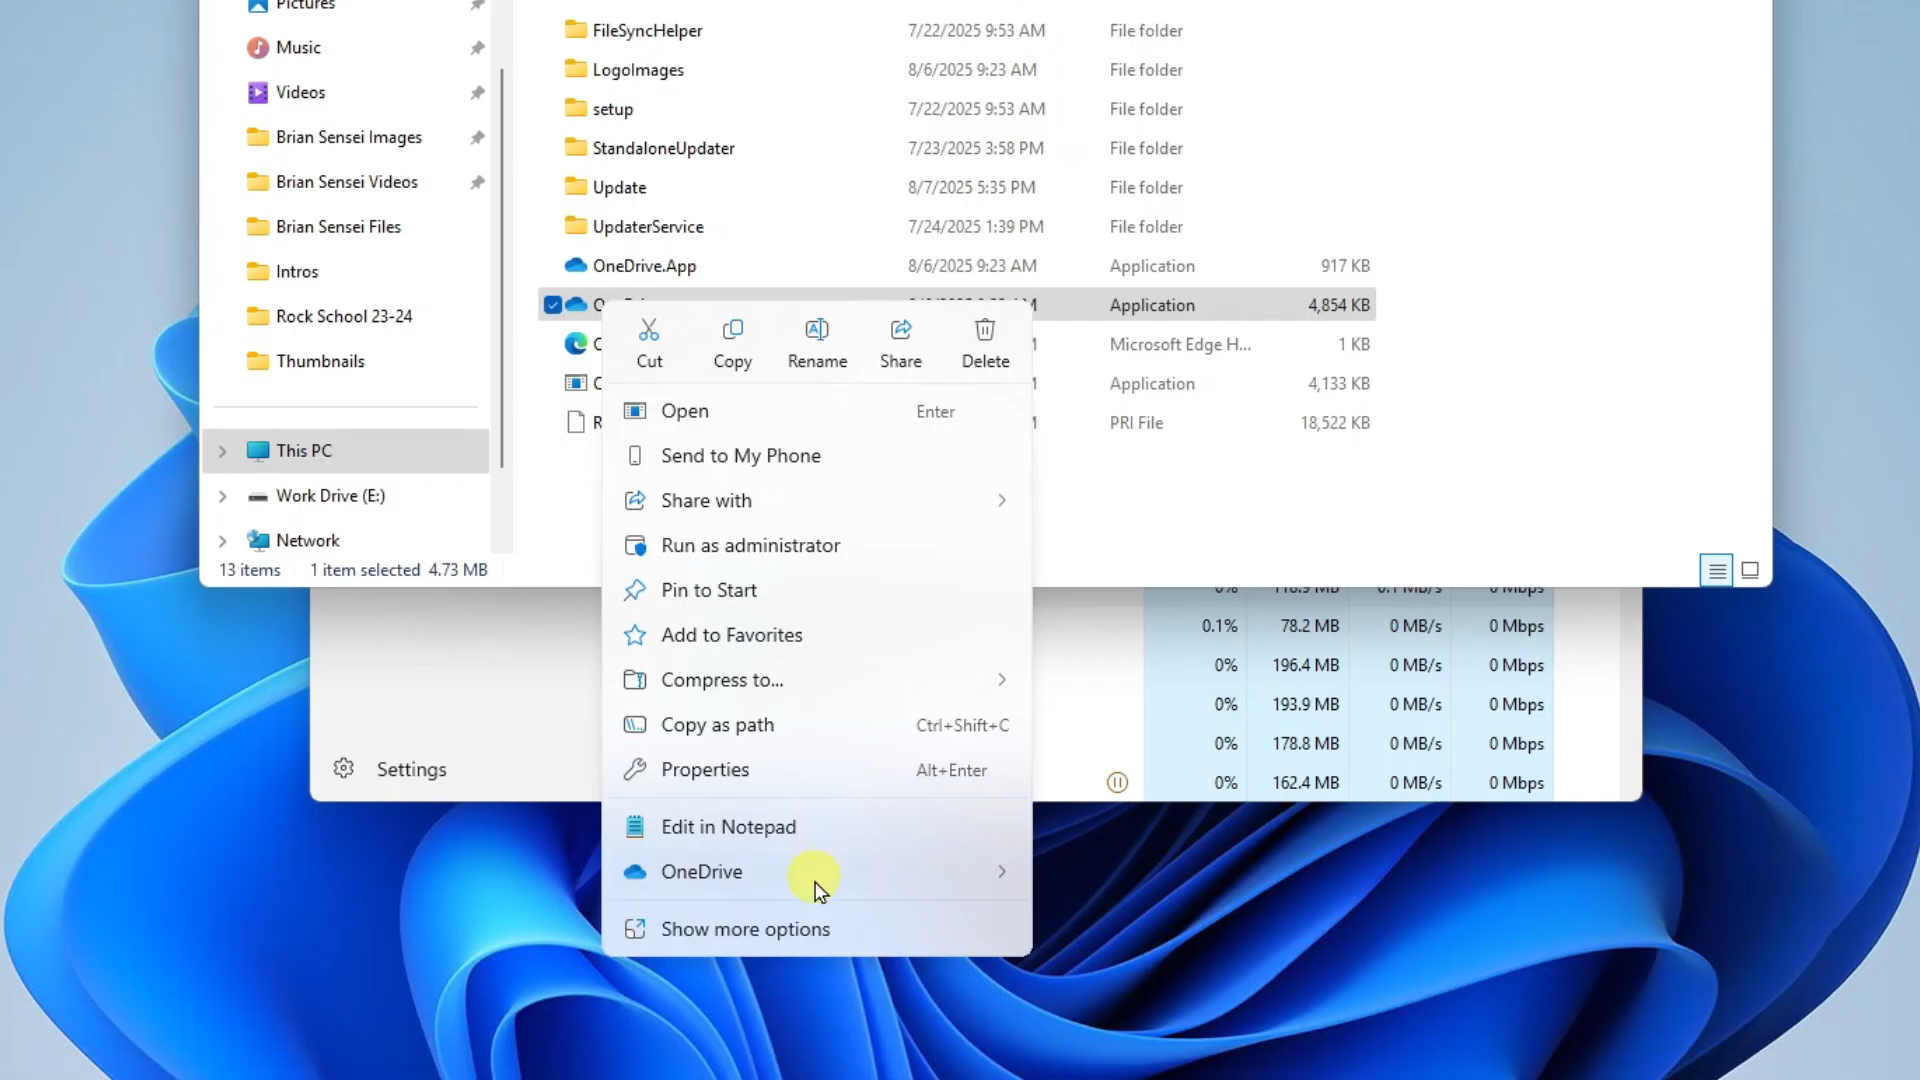 Pictures
Music
Videos
Brian Sensei Images
Brian Sensei Videos
Brian Sensei Files
Intros
Rock School 23-24
Thumbnails
This PC
Work Drive (E:)
Network
13 items 1 item selected 4.73 MB
FileSyncHelper 7/22/2025 9:53 AM File folder
LogoImages 8/6/2025 9:23 AM File folder
setup 7/22/2025 9:53 AM File folder
StandaloneUpdater 7/23/2025 3:58 PM File folder
Update 8/7/2025 5:35 PM File folder
UpdaterService 7/24/2025 1:39 PM File folder
OneDrive.App 8/6/2025 9:23 AM Application 917 KB
Application 4,854 KB
Microsoft Edge H... 1 KB
Application 4,133 KB
PRI File 18,522 KB
Cut Copy Rename Share Delete
Open Enter
Send to My Phone
Share with
Run as administrator
Pin to Start
Add to Favorites
Compress to...
Copy as path Ctrl+Shift+C
Properties Alt+Enter
Edit in Notepad
OneDrive
Show more options
Settings
0.1% 78.2 MB 0 MB/s 0 Mbps
0% 196.4 MB 0 MB/s 0 Mbps
0% 193.9 MB 0 MB/s 0 Mbps
0% 178.8 MB 0 MB/s 0 Mbps
0% 162.4 MB 0 MB/s 0 Mbps